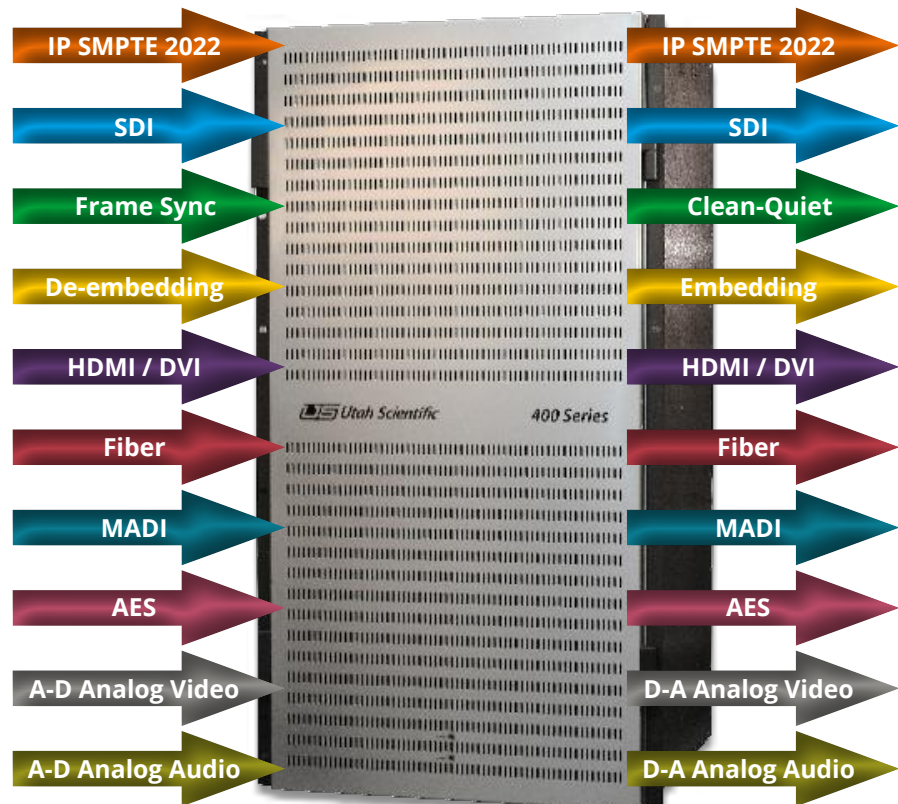 IP SMPTE 2022
IP SMPTE 2022
SDI
SDI
Frame Sync
Clean-Quiet
De-embedding
Embedding
HDMI / DVI
HDMI / DVI
US Utah Scientific
400 Series
Fiber
Fiber
MADI
MADI
AES
AES
A-D Analog Video
D-A Analog Video
A-D Analog Audio
D-A Analog Audio